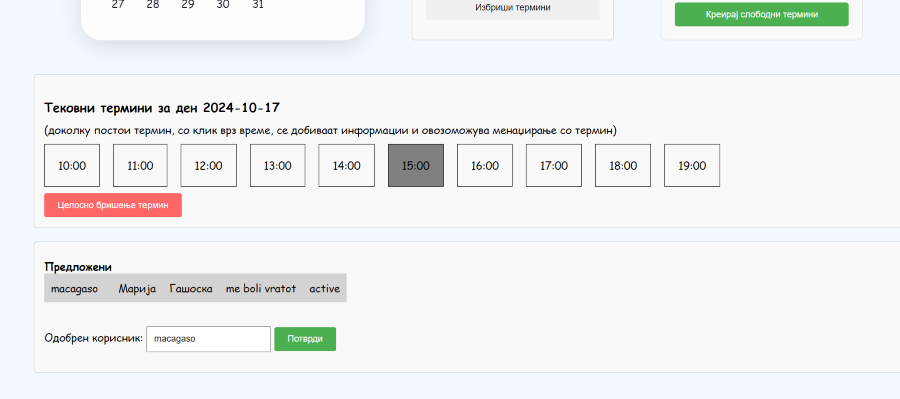 27 28 29 30 31
Избриши термини
Креирај слободни термини
Тековни термини за ден 2024-10-17
(доколку постои термин, со клик врз време, се добиваат информации и овозоможува менаџирање со термин)
10:00 11:00 12:00 13:00 14:00 15:00 16:00 17:00 18:00 19:00
Целосно бришење термин
Предложени
macagaso Марија Гашоска me boli vratot active
Одобрен корисник: macagaso Потврди